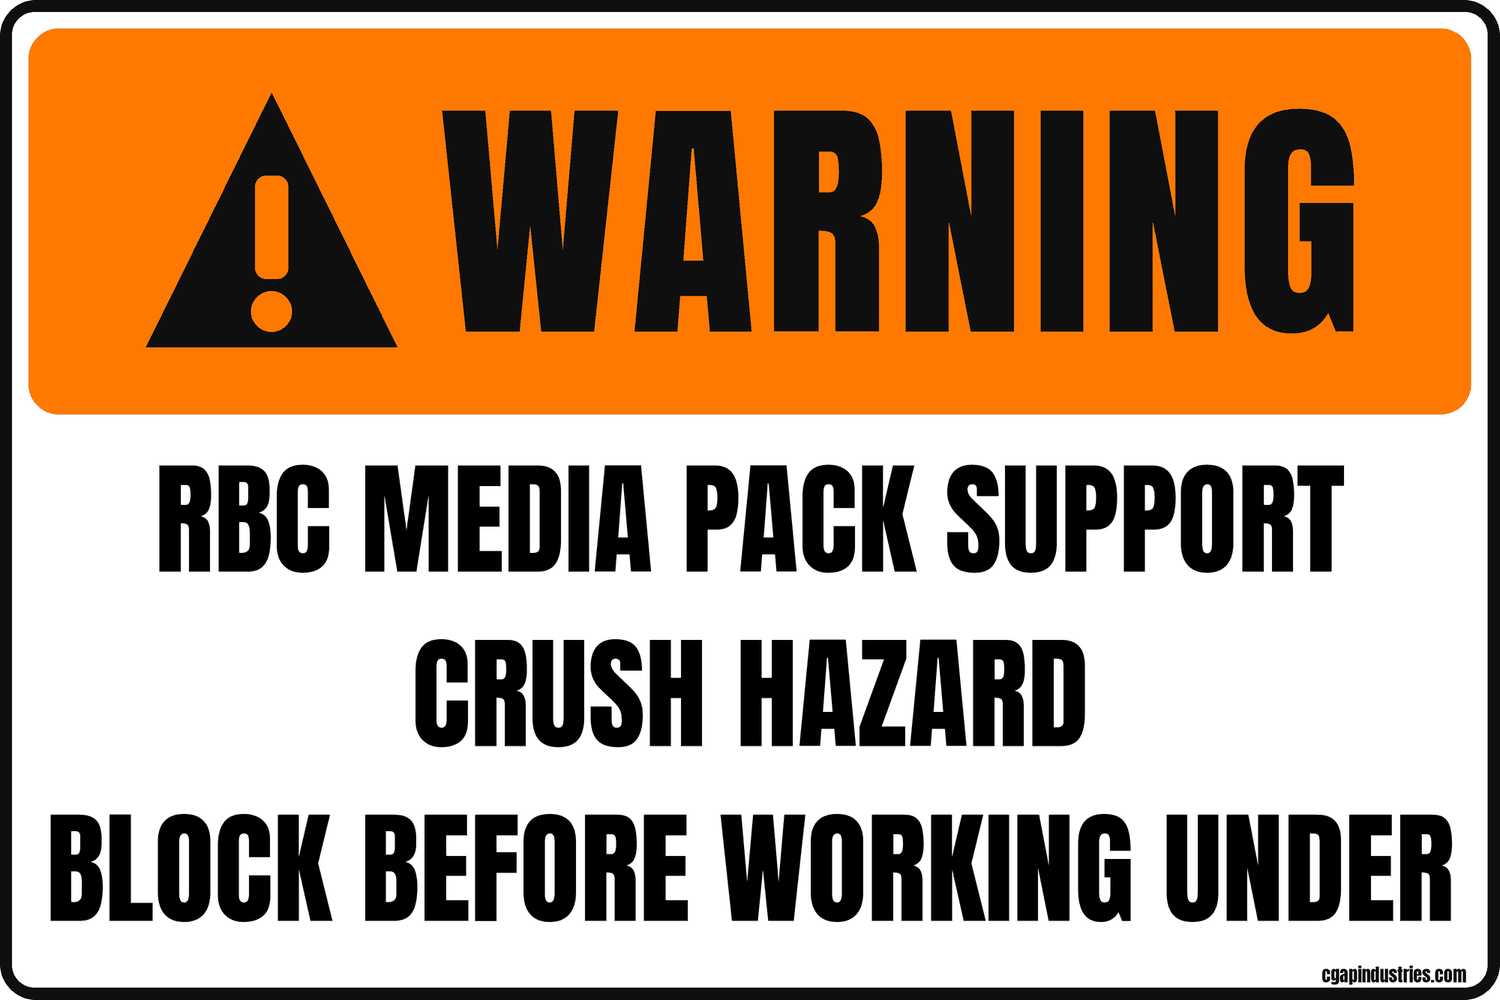 WARNING
RBC MEDIA PACK SUPPORT
CRUSH HAZARD
BLOCK BEFORE WORKING UNDER
cgapindustries.com